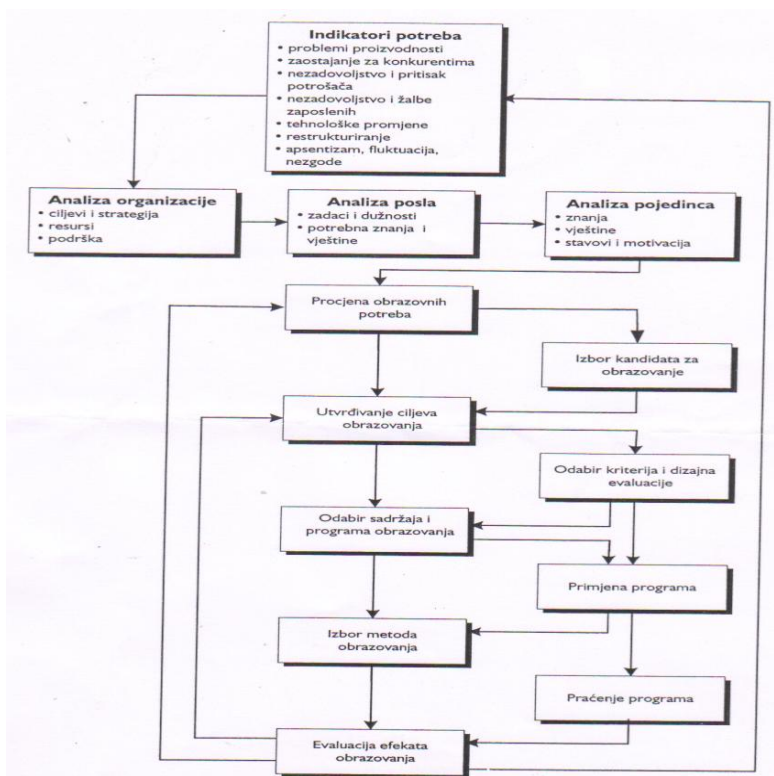 Indikatori potreba
• problemi proizvodnosti
• zaostajanje za konkurentima
• nezadovoljstvo i pritisak
potrošača
• nezadovoljstvo i žalbe
zaposlenih
• tehnološke promjene
• restrukturiranje
• apsentizam, fluktuacija,
nezgode
Analiza organizacije
• ciljevi i strategija
• resursi
• podrška
Analiza posla
• zadaci i dužnosti
• potrebna znanja i
vještine
Analiza pojedinca
• znanja
• vještine
• stavovi i motivacija
Procjena obrazovnih
potreba
Izbor kandidata za
obrazovanje
Utvrđivanje ciljeva
obrazovanja
Odabir kriterija i dizajna
evaluacije
Odabir sadržaja i
programa obrazovanja
Primjena programa
Izbor metoda
obrazovanja
Praćenje programa
Evaluacija efekata
obrazovanja